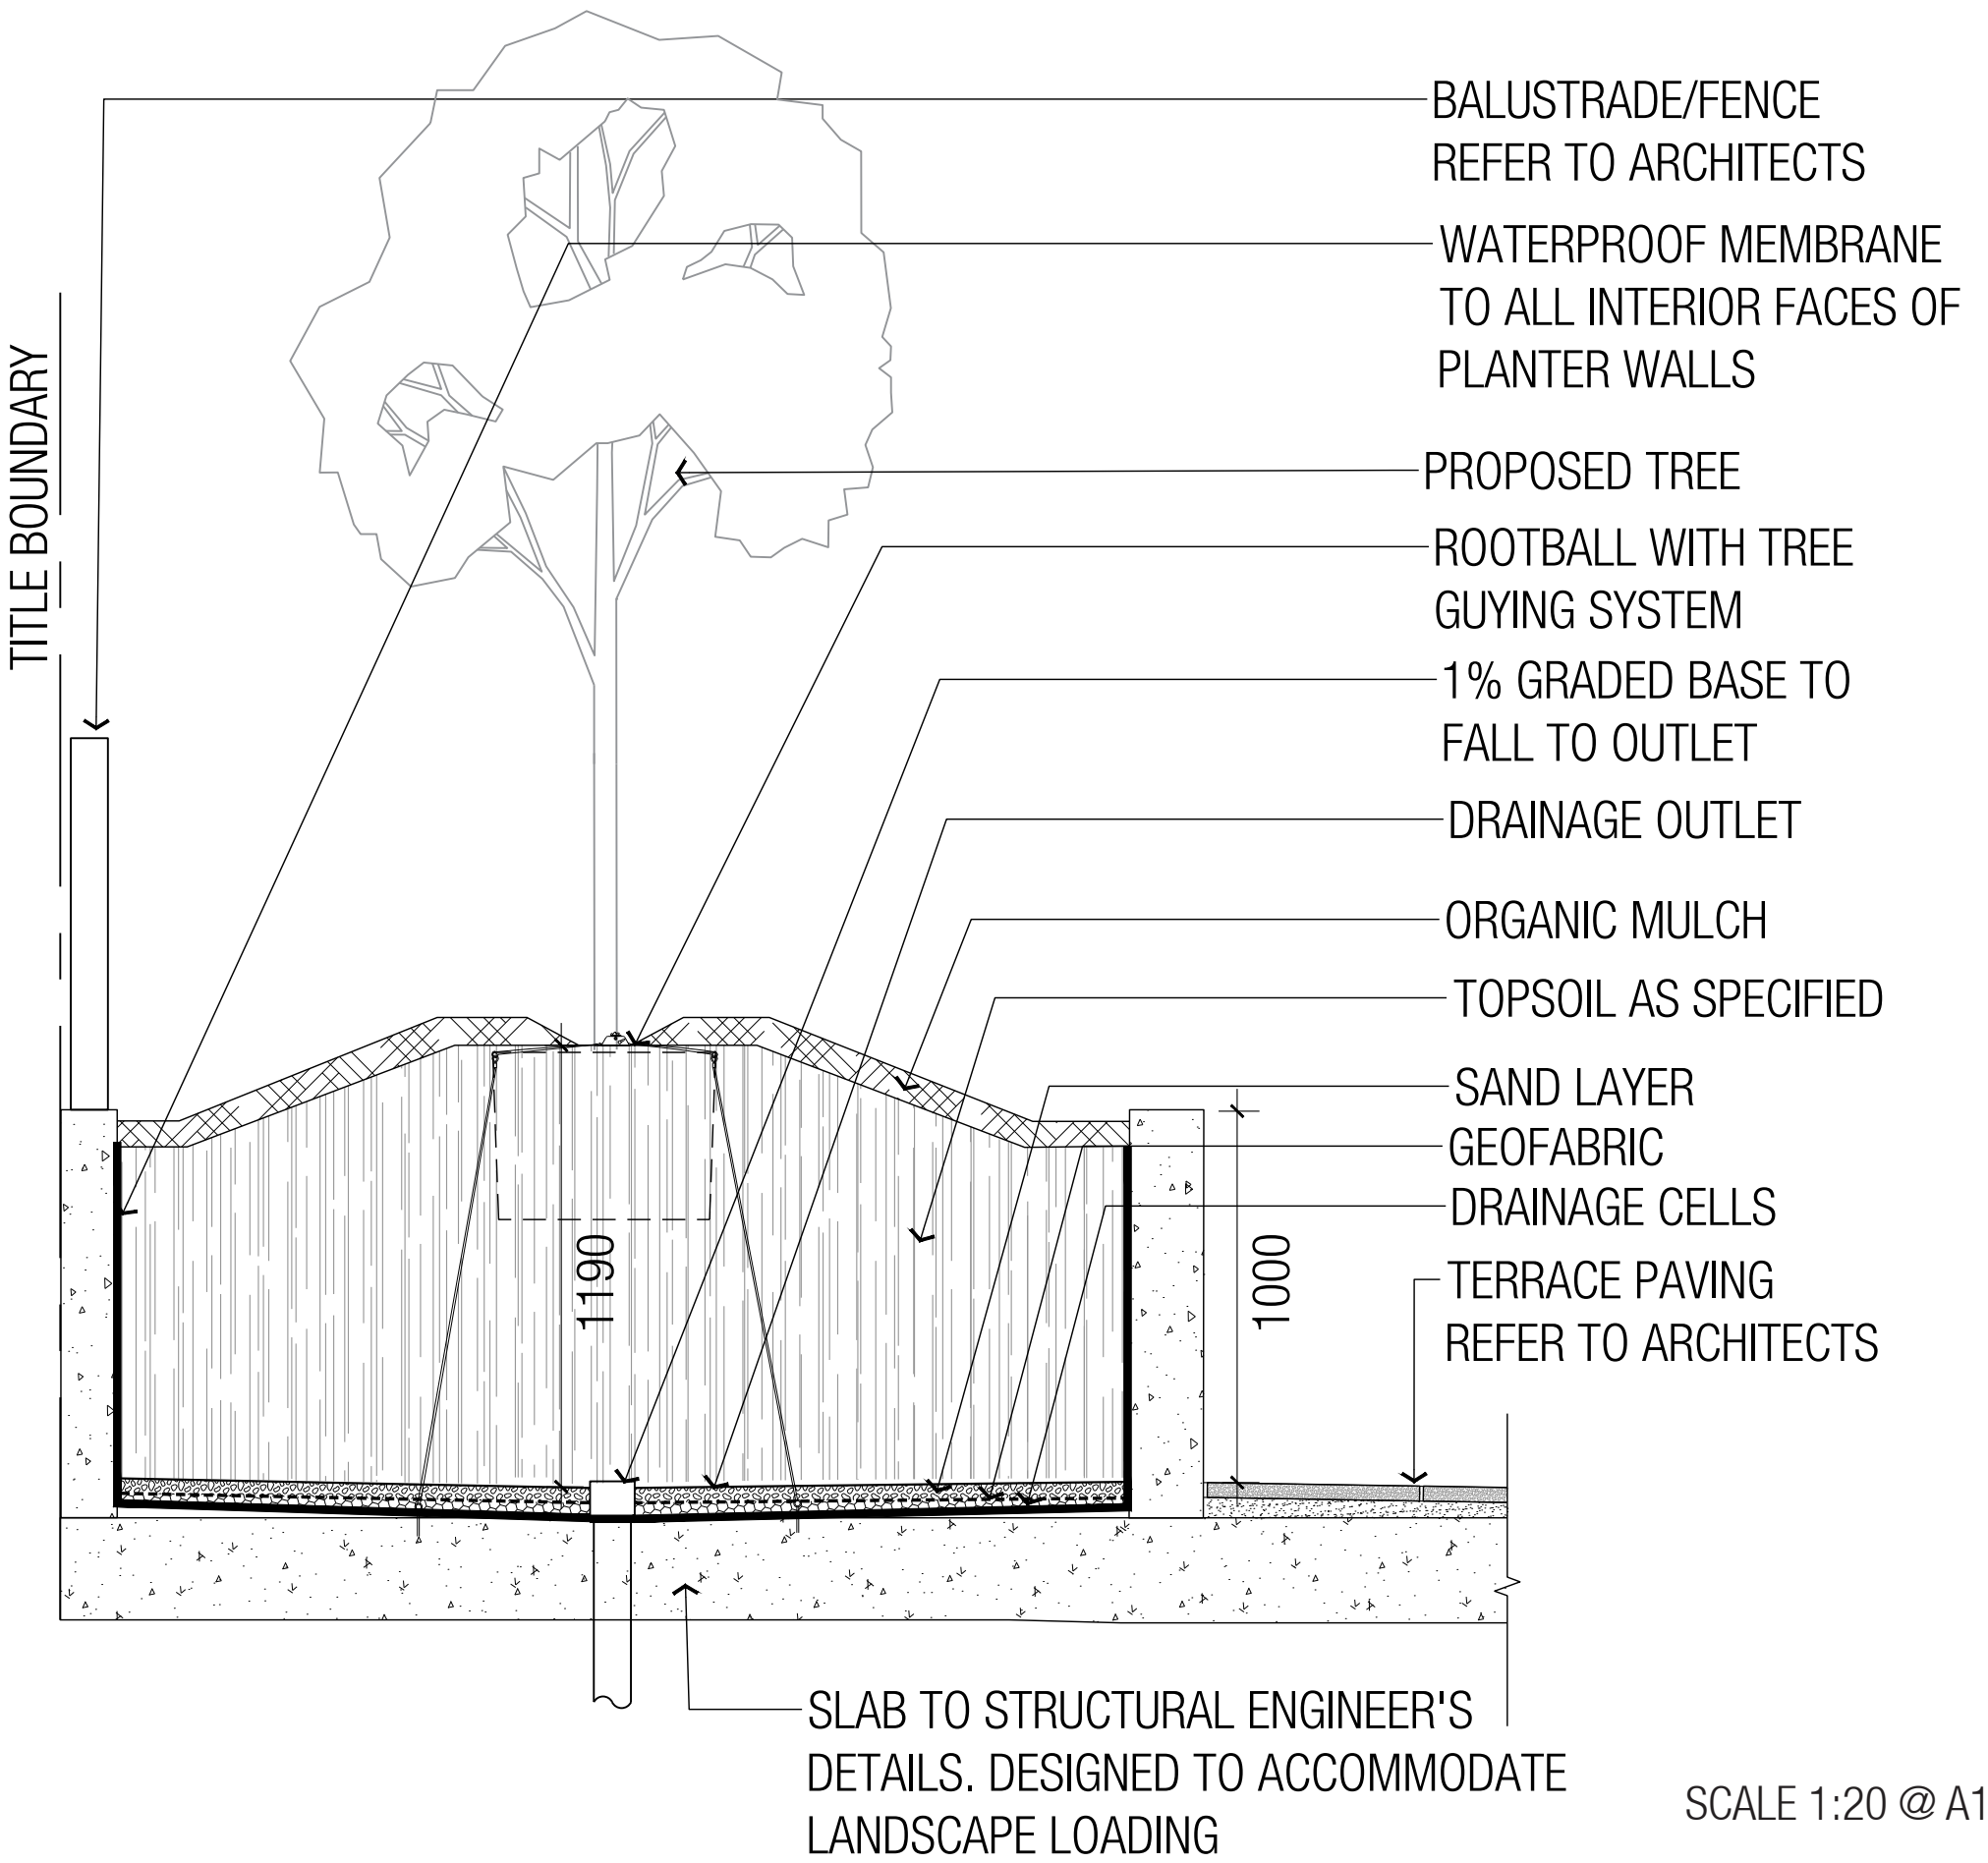 BALUSTRADE/FENCE
REFER TO ARCHITECTS
WATERPROOF MEMBRANE
TO ALL INTERIOR FACES OF
PLANTER WALLS
TITLE BOUNDARY
PROPOSED TREE
ROOTBALL WITH TREE
GUYING SYSTEM
1% GRADED BASE TO
FALL TO OUTLET
DRAINAGE OUTLET
ORGANIC MULCH
TOPSOIL AS SPECIFIED
SAND LAYER
GEOFABRIC
DRAINAGE CELLS
1190
1000
TERRACE PAVING
REFER TO ARCHITECTS
SLAB TO STRUCTURAL ENGINEER'S
DETAILS. DESIGNED TO ACCOMMODATE
LANDSCAPE LOADING
SCALE 1:20 @ A1